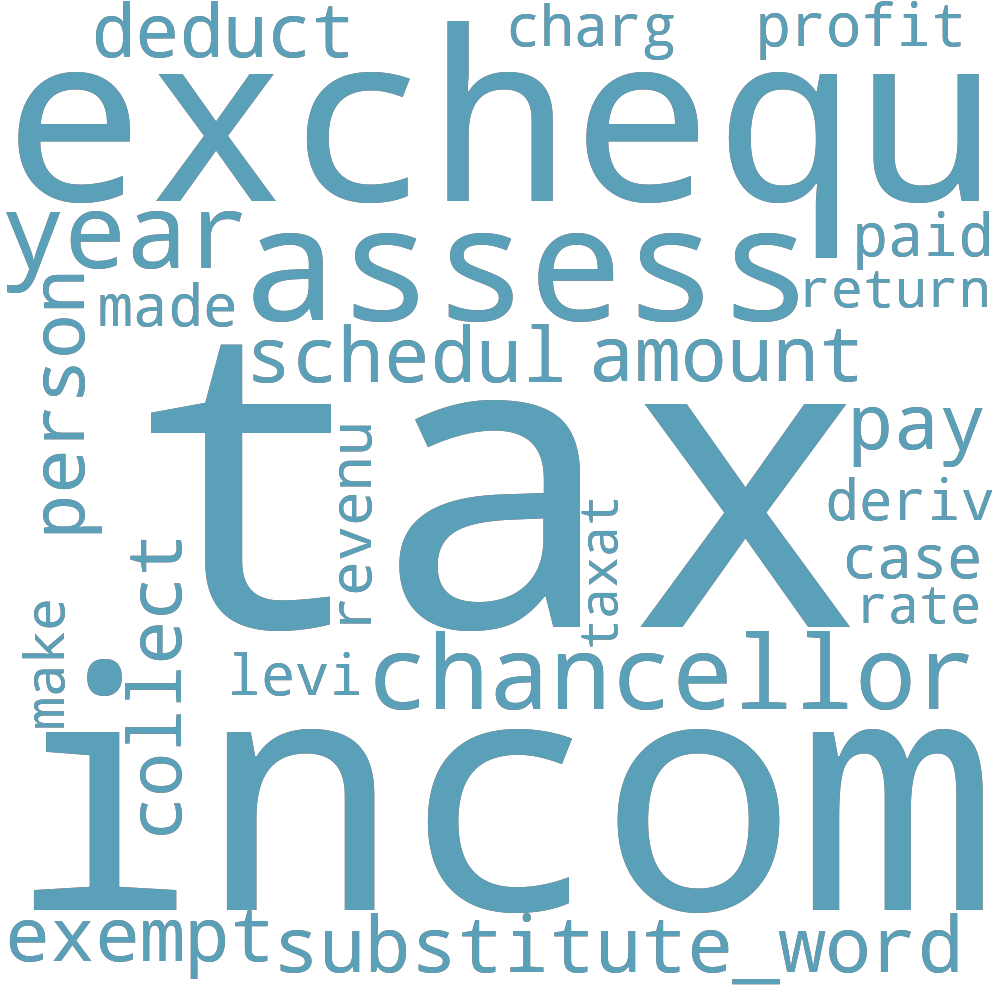 deduct charg profit
exchequ
year assess paid
made return
person schedul amount
tax pay
revenu taxat deriv
case
rate
make collect levi chancellor
incom
exempt substitute_word